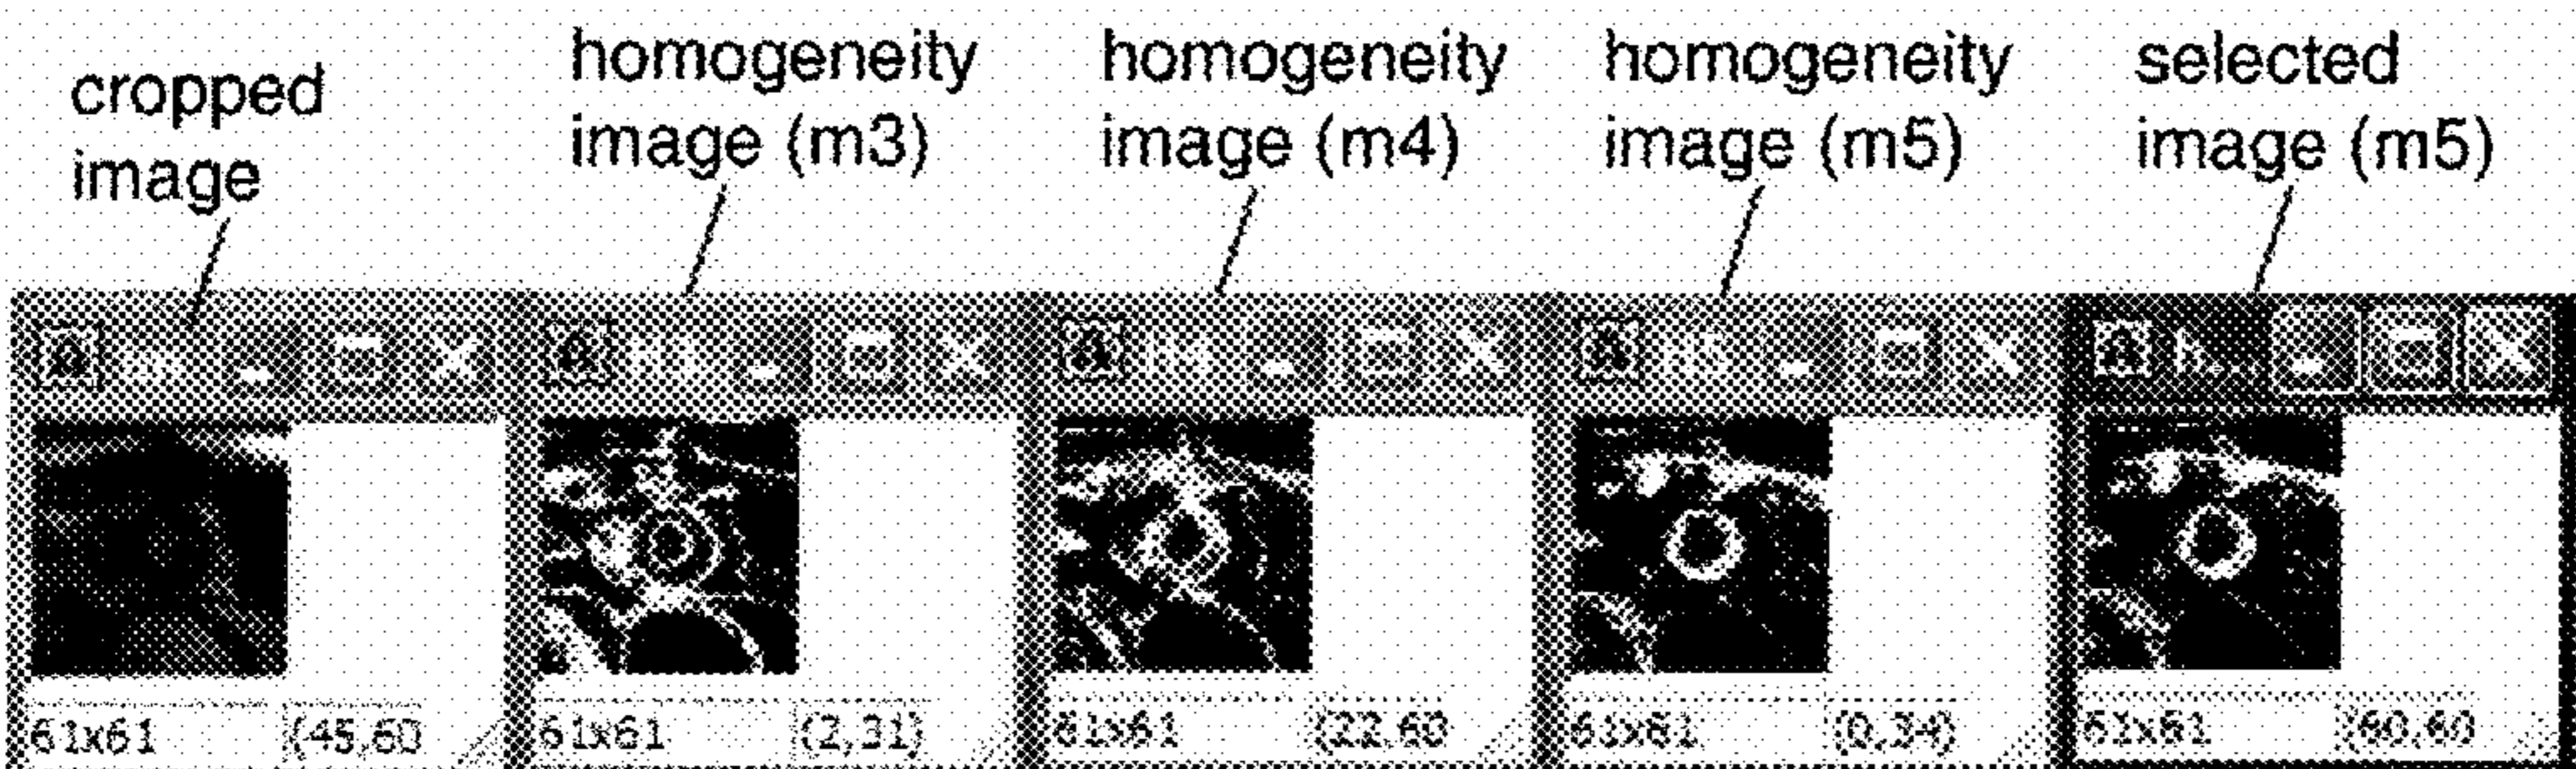 cropped
image
homogeneity
image (m3)
homogeneity
image (m4)
homogeneity
image (m5)
selected
image (m5)
61x61 (45,60
61x61 (2,31)
61x61 (22,60
61x61 (0,34)
61x61 (60,60